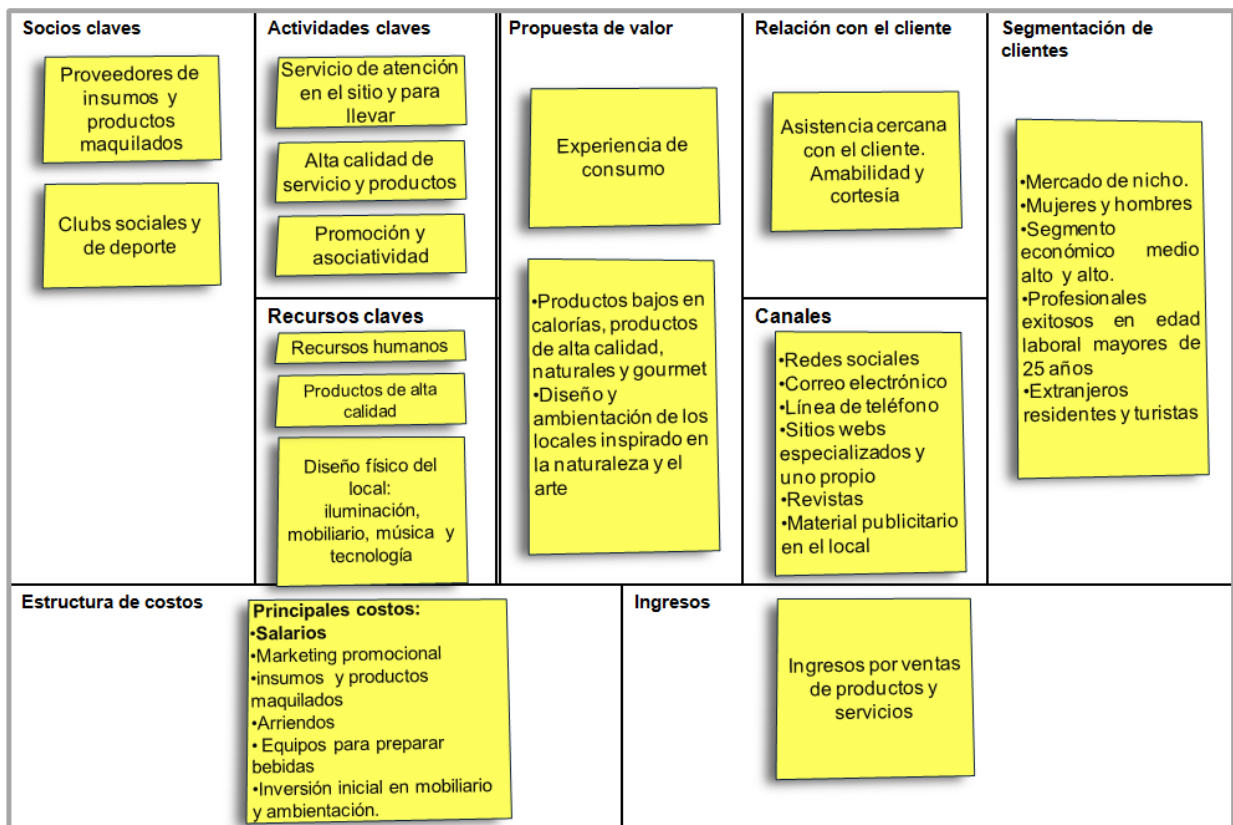 Socios claves
Proveedores de
insumos y
productos
maquilados
Clubs sociales y
de deporte
Actividades claves
Servicio de atención
en el sitio y para
llevar
Alta calidad de
servicio y productos
Promoción y
asociatividad
Recursos claves
Recursos humanos
Productos de alta
calidad
Diseño físico del
local:
iluminación,
mobiliario, música y
tecnología
Propuesta de valor
Experiencia de
consumo
•Productos bajos en
calorías, productos
de alta calidad,
naturales y gourmet
•Diseño y
ambientación de los
locales inspirado en
la naturaleza y el
arte
Relación con el cliente
Asistencia cercana
con el cliente.
Amabilidad y
cortesía
Canales
•Redes sociales
•Correo electrónico
•Línea de teléfono
•Sitios webs
especializados y
uno propio
•Revistas
•Material publicitario
en el local
Segmentación de
clientes
•Mercado de nicho.
•Mujeres y hombres
•Segmento
económico medio
alto y alto.
•Profesionales
exitosos en edad
laboral mayores de
25 años
•Extranjeros
residentes y turistas
Estructura de costos
Principales costos:
•Salarios
•Marketing promocional
•insumos y productos
maquilados
•Arriendos
• Equipos para preparar
bebidas
•Inversión inicial en mobiliario
y ambientación.
Ingresos
Ingresos por ventas
de productos y
servicios